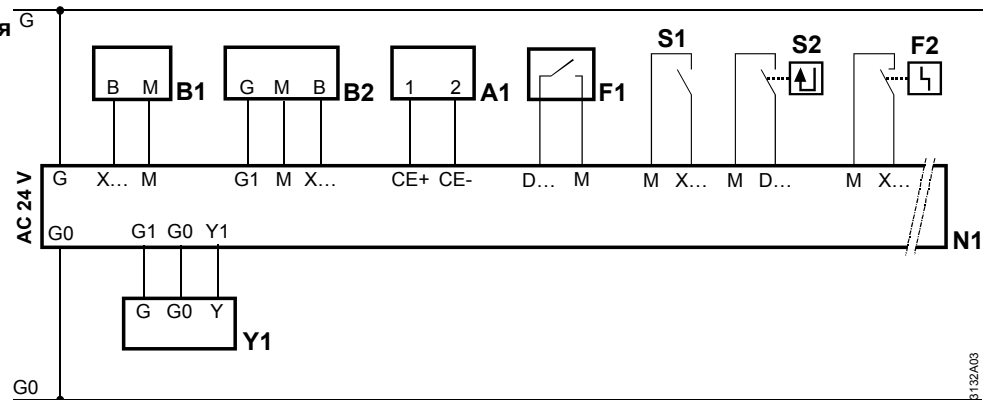 я
G
S1
S2
F2
B M B1
G M B B2
1 2 A1
F1
AC 24 V
G X... M G1 M X... CE+ CE- D... M M X... M D... M X...
G0 G1 G0 Y1
N1
G G0 Y
Y1
G0
3132A03